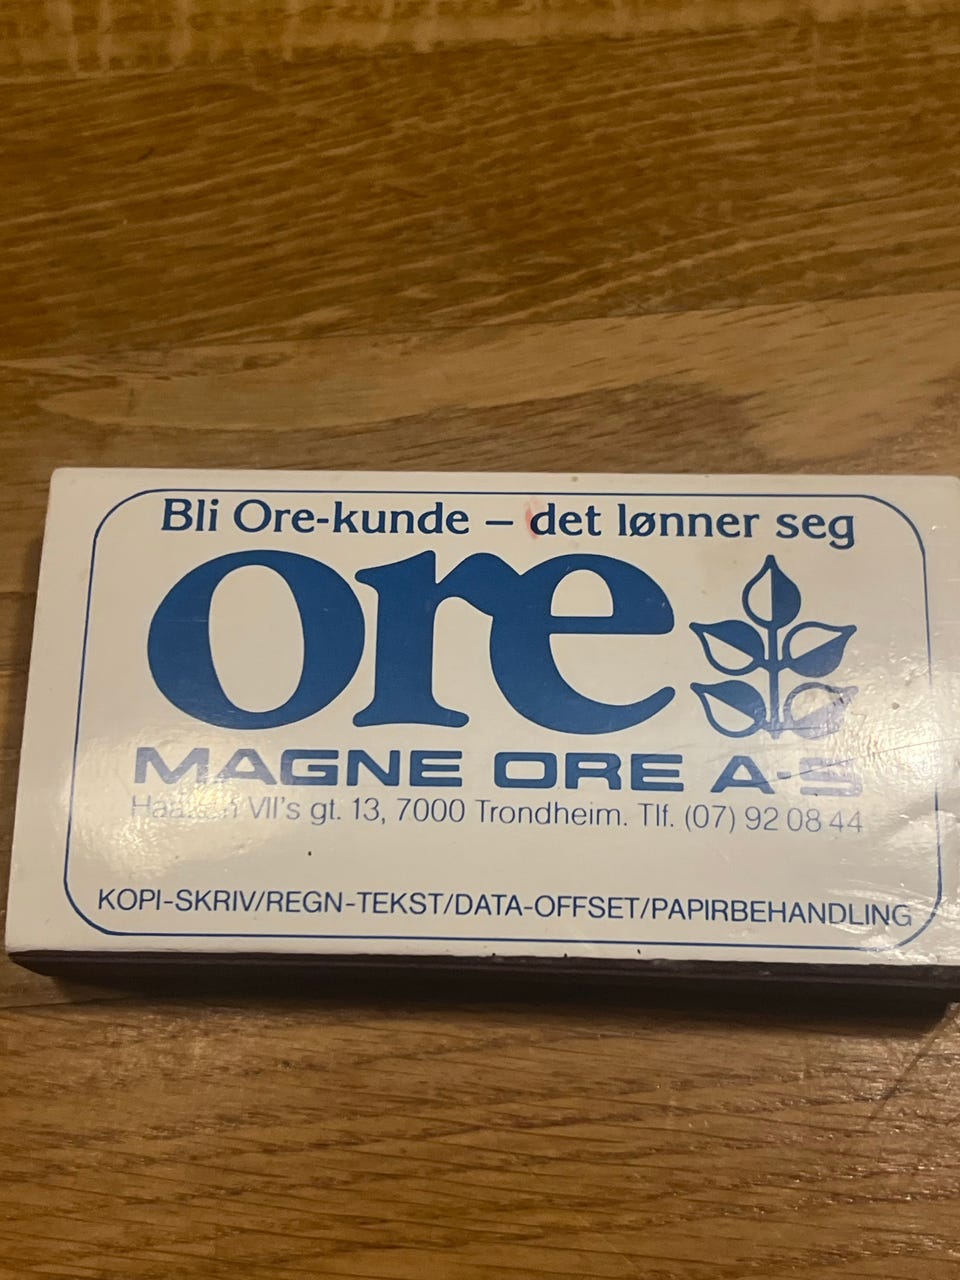 Bli Ore-kunde – det lønner seg
ore
MAGNE ORE A·S
Haakon VII's gt. 13, 7000 Trondheim. Tlf. (07) 92 08 44
KOPI-SKRIV/REGN-TEKST/DATA-OFFSET/PAPIRBEHANDLING